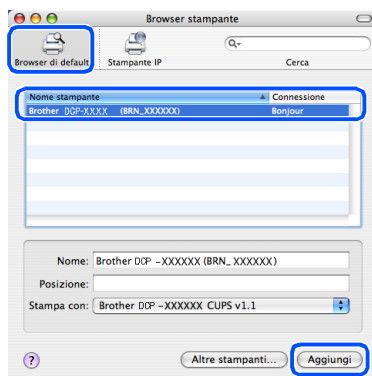 Browser stampante
Browser di default Stampante IP Cerca
Nome stampante Connessione
Brother DCP-XXXX (BRN_XXXXXX) Bonjour
Nome: Brother DCP -XXXXXX (BRN_ XXXXXX)
Posizione:
Stampa con: Brother DCP -XXXXXX CUPS v1.1
? Altre stampanti... Aggiungi